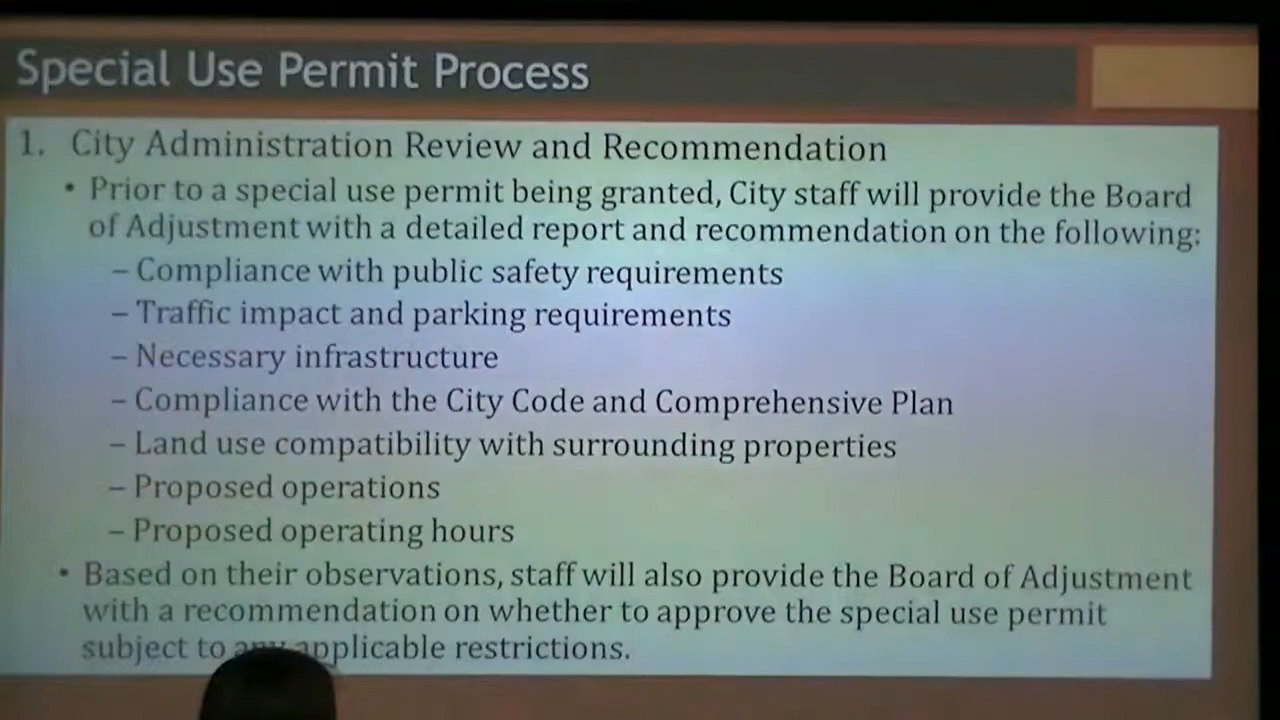 Special Use Permit Process
1. City Administration Review and Recommendation
• Prior to a special use permit being granted, City staff will provide the Board
of Adjustment with a detailed report and recommendation on the following:
– Compliance with public safety requirements
– Traffic impact and parking requirements
– Necessary infrastructure
– Compliance with the City Code and Comprehensive Plan
– Land use compatibility with surrounding properties
– Proposed operations
– Proposed operating hours
• Based on their observations, staff will also provide the Board of Adjustment
with a recommendation on whether to approve the special use permit
subject to any applicable restrictions.